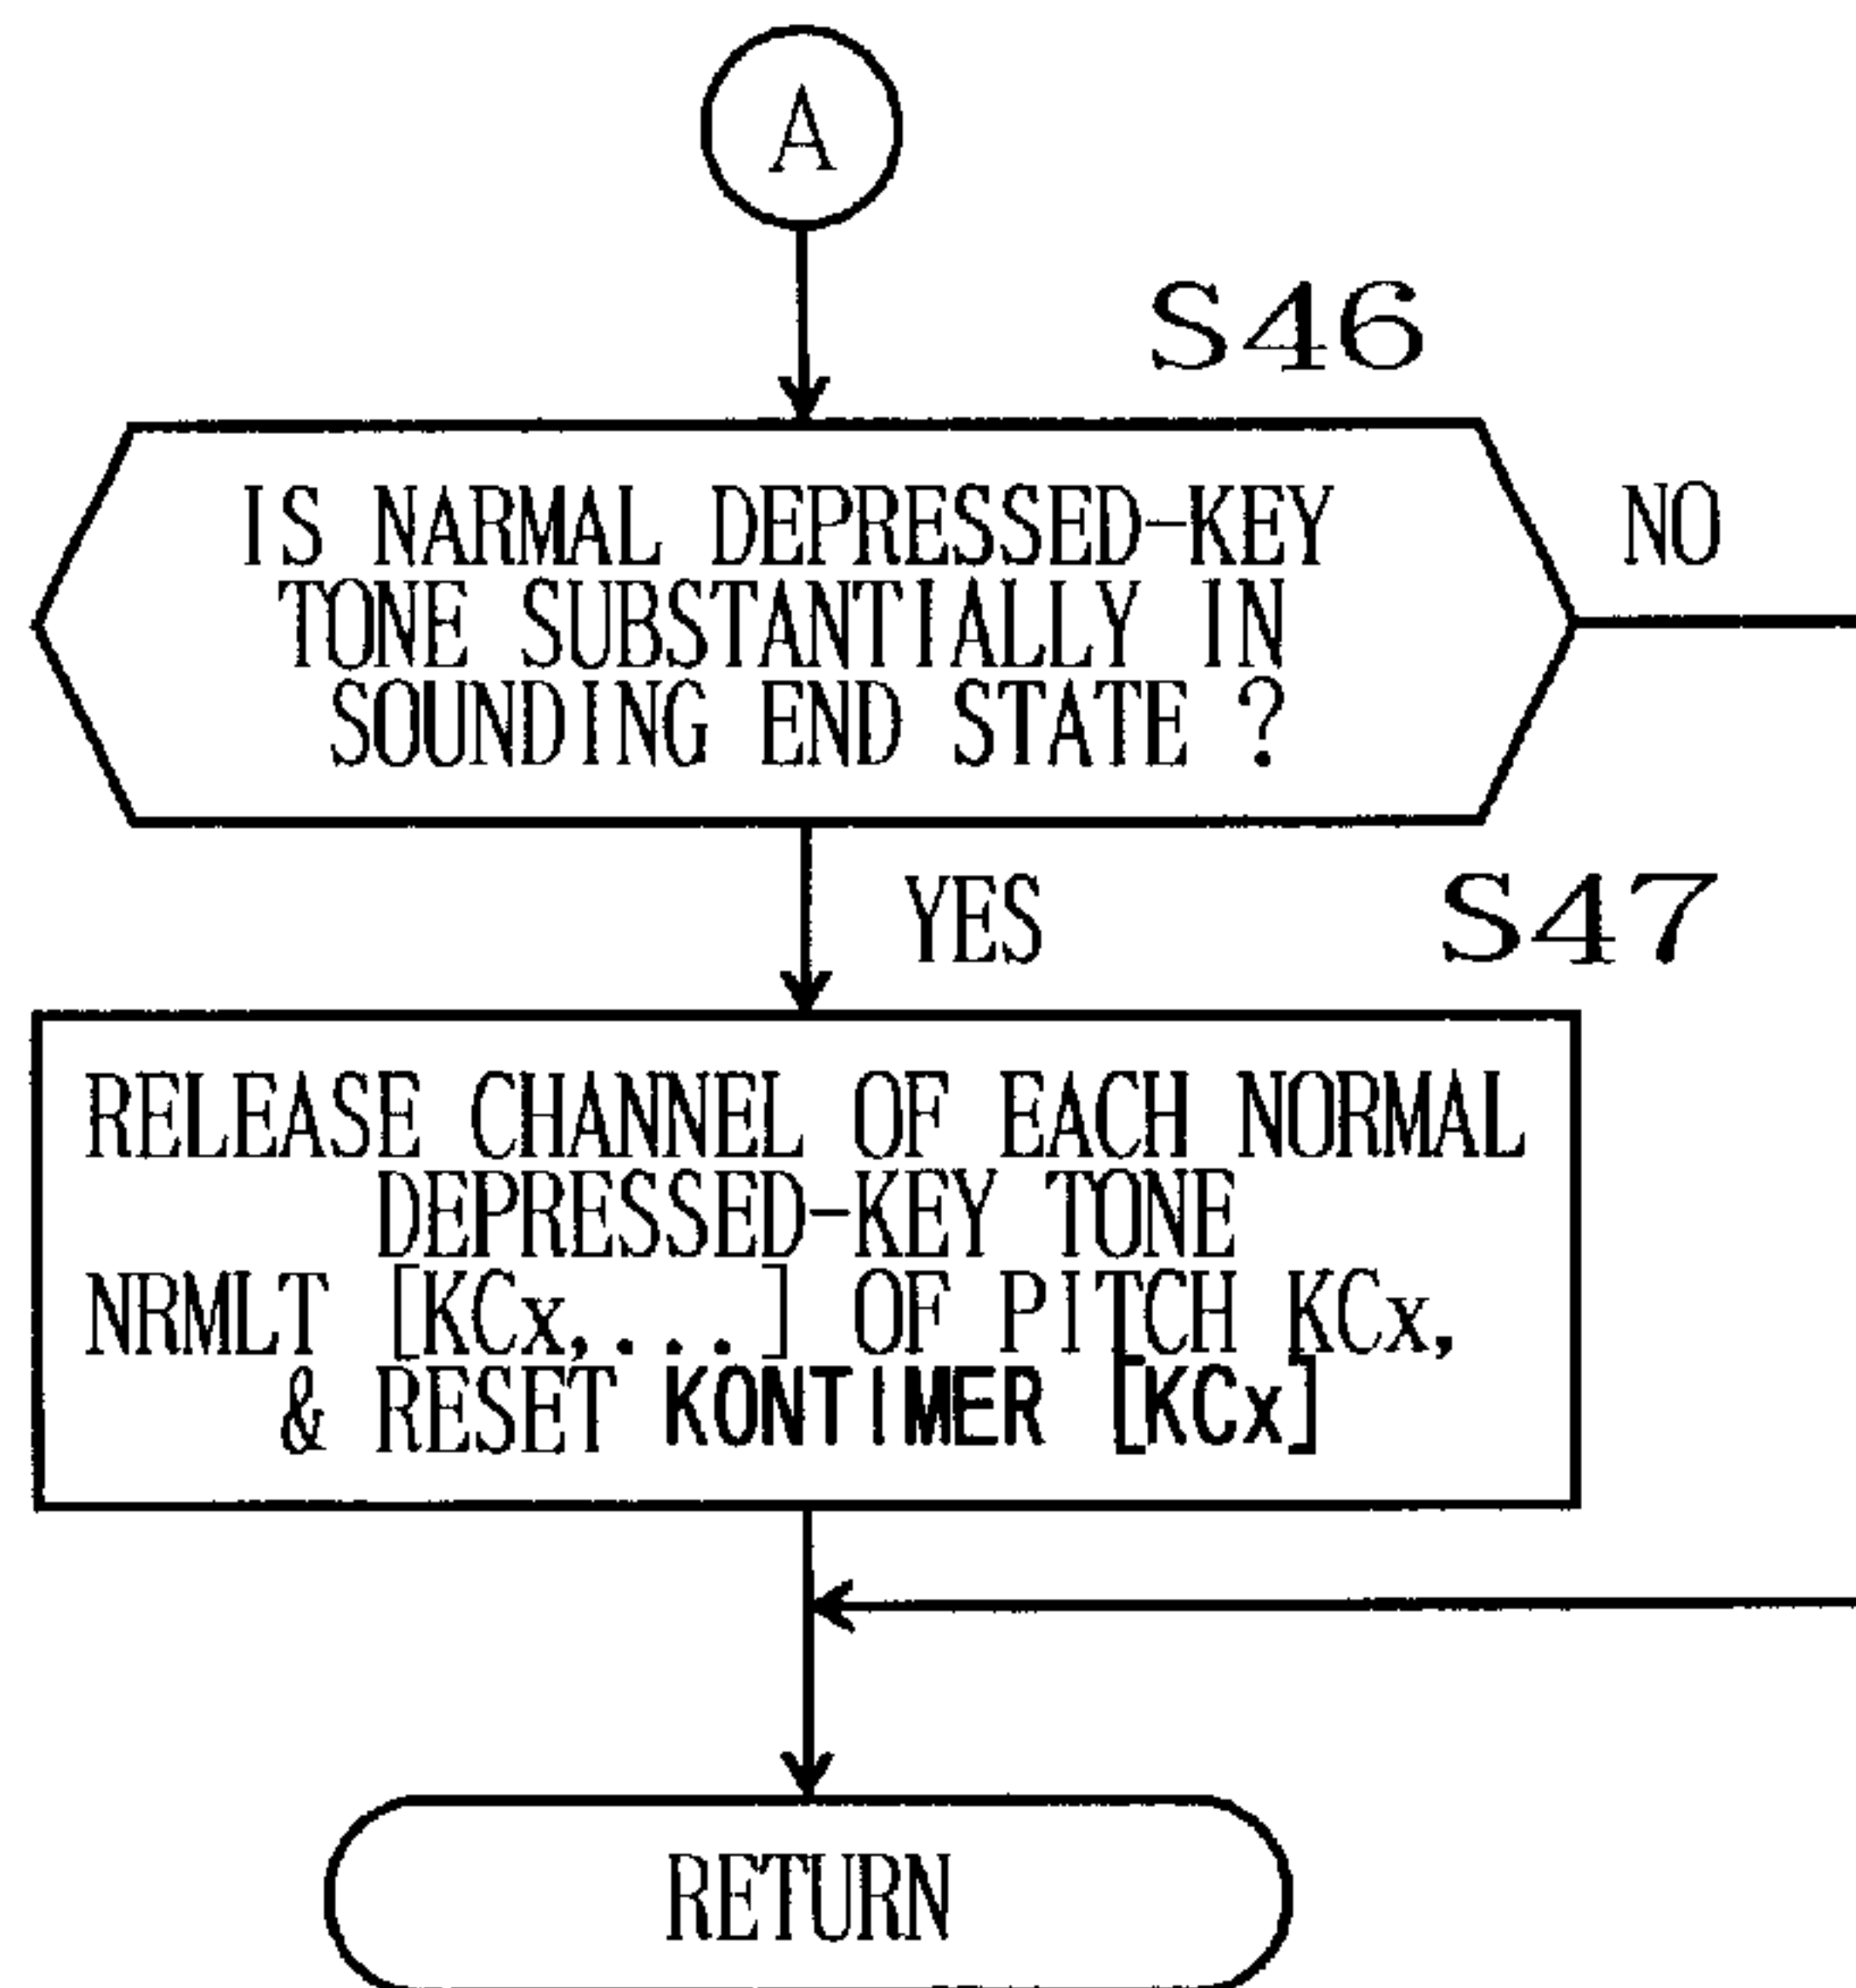 A
S46
IS NARMAL DEPRESSED-KEY
TONE SUBSTANTIALLY IN
SOUNDING END STATE ?
NO
YES
S47
RELEASE CHANNEL OF EACH NORMAL
DEPRESSED-KEY TONE
NRMLT [KCx,...] OF PITCH KCx,
& RESET KONTIMER [KCx]
RETURN